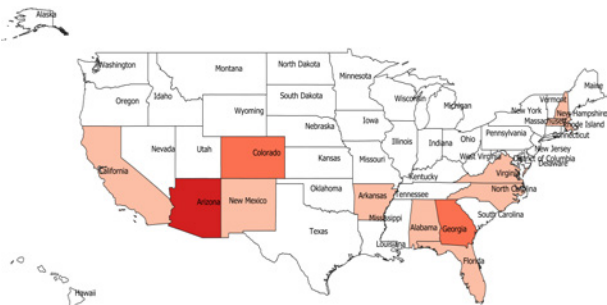 Alaska
Washington
Montana
North Dakota
Minnesota
Maine
Oregon
Idaho
South Dakota
Wisconsin
Michigan
Vermont
New Hampshire
New York
Massachusetts
Rhode Island
Connecticut
Wyoming
Nebraska
Iowa
Pennsylvania
New Jersey
Nevada
Utah
Colorado
Kansas
Missouri
Illinois
Indiana
Ohio
West Virginia
District of Columbia
Delaware
California
Kentucky
Virginia
Arizona
New Mexico
Oklahoma
Arkansas
Tennessee
North Carolina
Texas
Mississippi
Alabama
Georgia
South Carolina
Louisiana
Florida
Hawaii